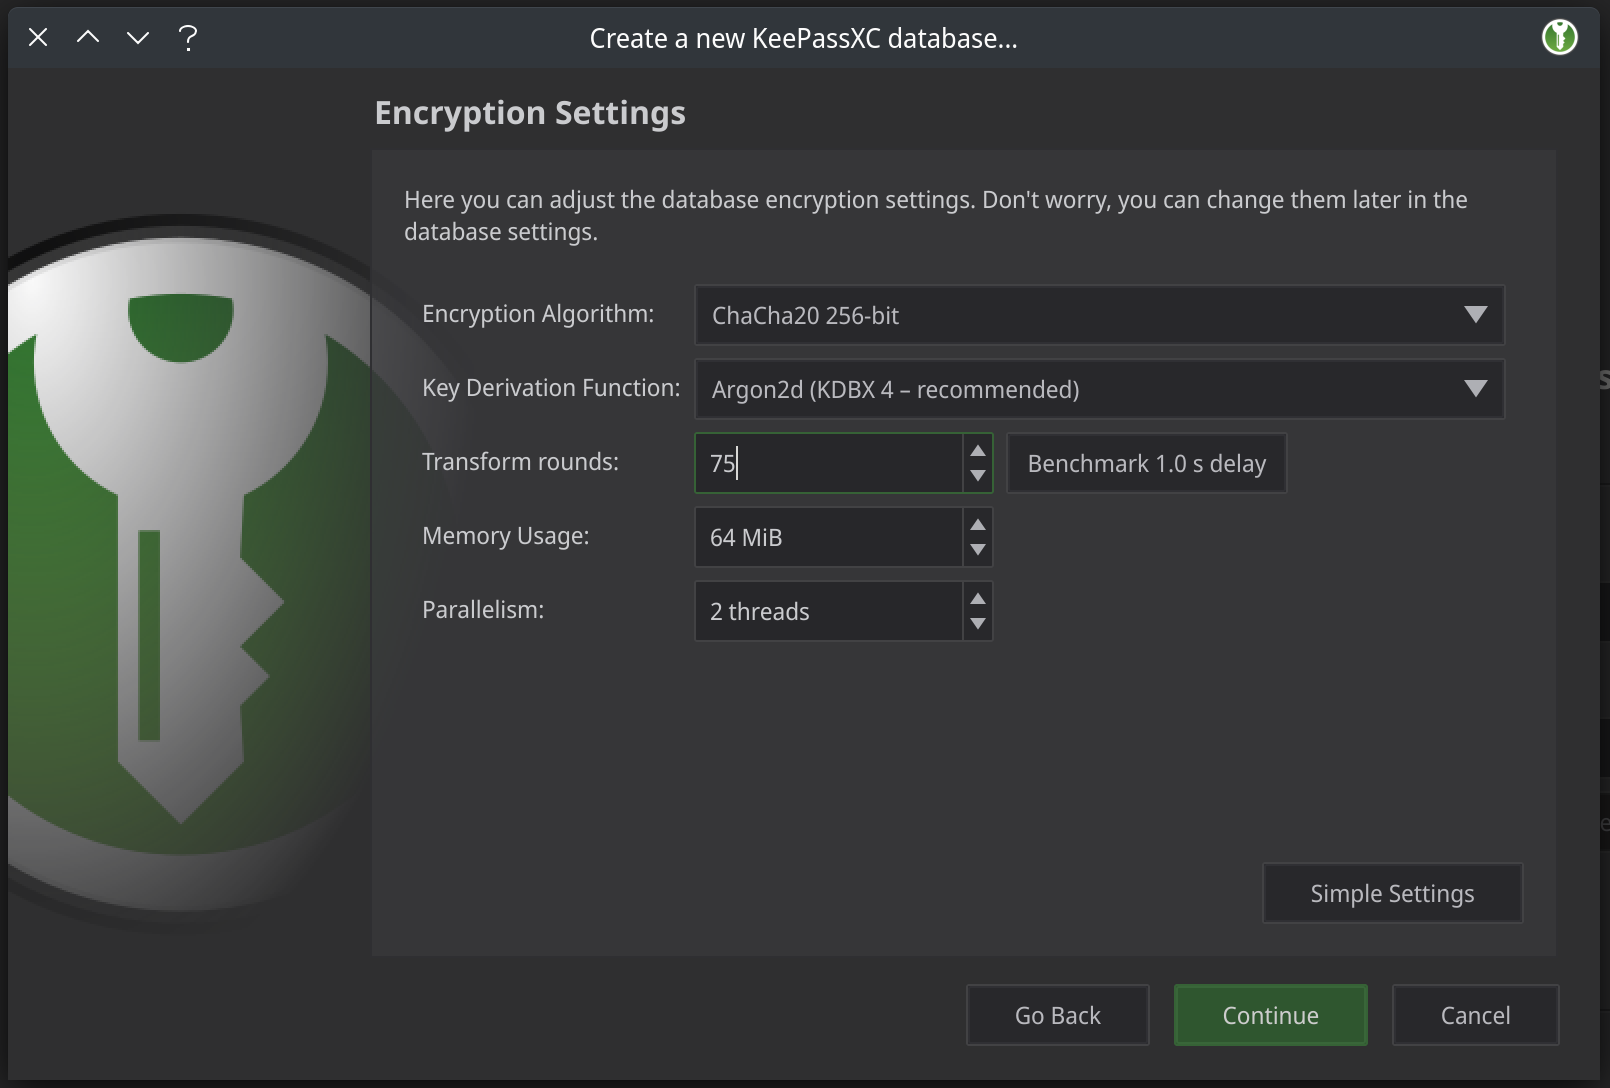 Create a new KeePassXC database...
Encryption Settings
Here you can adjust the database encryption settings. Don't worry, you can change them later in the
database settings.
Encryption Algorithm: ChaCha20 256-bit
Key Derivation Function: Argon2d (KDBX 4 – recommended)
Transform rounds: 75 Benchmark 1.0 s delay
Memory Usage: 64 MiB
Parallelism: 2 threads
Simple Settings
Go Back Continue Cancel